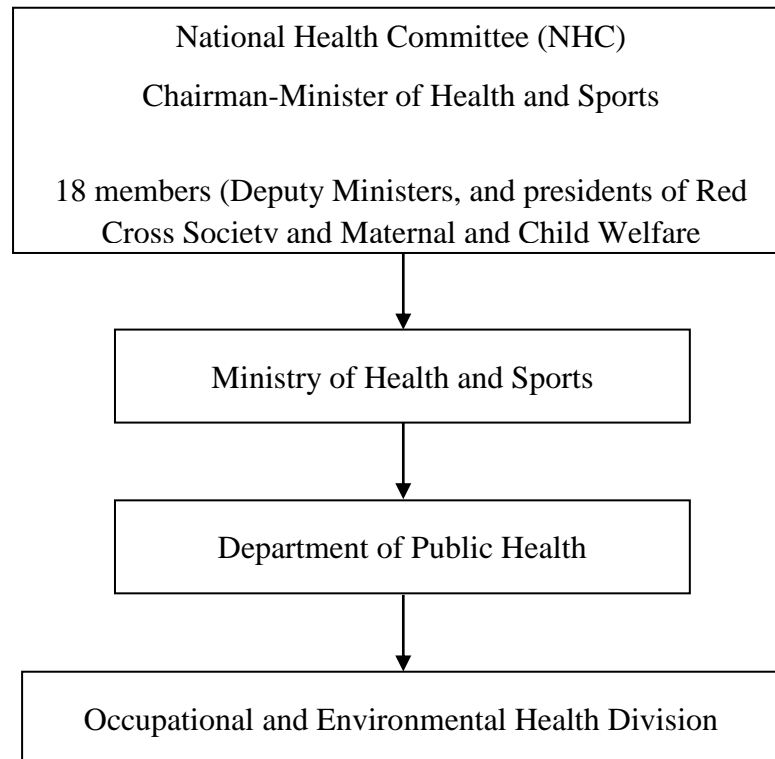 National Health Committee (NHC)
Chairman-Minister of Health and Sports
18 members (Deputy Ministers, and presidents of Red
Cross Society and Maternal and Child Welfare
Ministry of Health and Sports
Department of Public Health
Occupational and Environmental Health Division